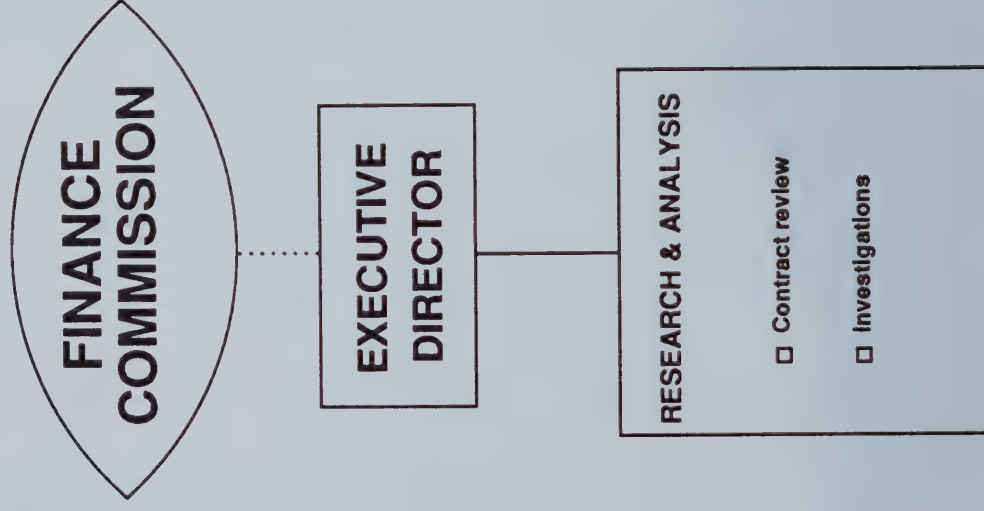 FINANCE
COMMISSION
EXECUTIVE
DIRECTOR
RESEARCH & ANALYSIS
□ Contract review
□ Investigations